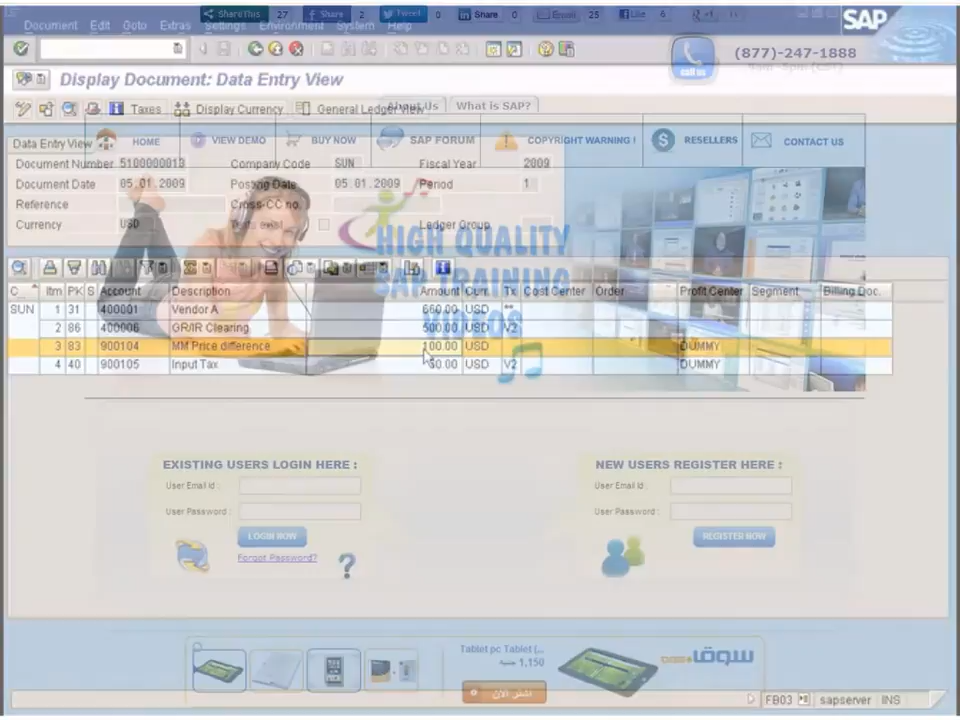 ShareThis 27 Share 2 Tweet 0 Share 0 Email 25 Like 6 +1
Document Edit Goto Extras Settings Environment System Help
SAP
(877)-247-1888
call us
Display Document: Data Entry View
Taxes Display Currency General Ledger View
About Us What is SAP?
HOME VIEW DEMO BUY NOW SAP FORUM COPYRIGHT WARNING ! RESELLERS CONTACT US
Data Entry View
Document Number 5100000013 Company Code SUN Fiscal Year 2009
Document Date 05.01.2009 Posting Date 05.01.2009 Period 1
Reference Cross-CC no.
Currency USD Texts exist Ledger Group
HIGH QUALITY
SAP TRAINING
VIDEOS
C... Itm PK S Account Description Amount Curr. Tx Cost Center Order Profit Center Segment Billing Doc.
SUN 1 31 400001 Vendor A 660.00 USD **
2 86 400006 GR/IR Clearing 500.00 USD V2
3 83 900104 MM Price difference 100.00 USD DUMMY
4 40 900105 Input Tax 60.00 USD V2 DUMMY
EXISTING USERS LOGIN HERE :
User Email Id :
User Password :
LOGIN NOW
Forgot Password?
NEW USERS REGISTER HERE :
User Email Id :
User Password :
REGISTER NOW
Tablet pc Tablet (...
1,150
سوق
FB03 sapserver INS